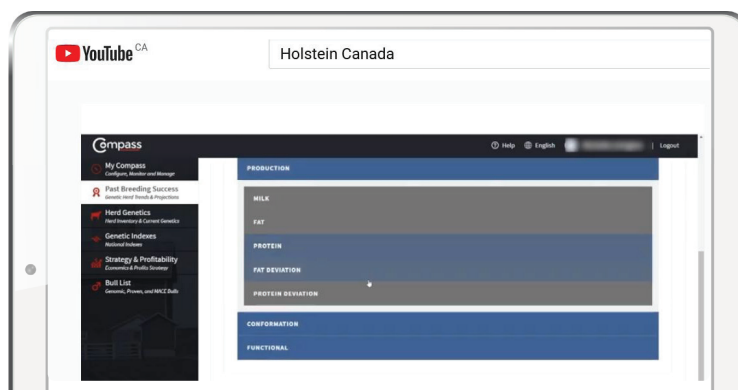 YouTube CA
Holstein Canada
Compass
Help English | Logout
My Compass
Configure, Monitor and Manage
Past Breeding Success
Genetic Herd Trends & Projections
Herd Genetics
Herd Inventory & Current Genetics
Genetic Indexes
National Indexes
Strategy & Profitability
Economics & Profits Strategy
Bull List
Genomic, Proven, and MACE Bulls
PRODUCTION
MILK
FAT
PROTEIN
FAT DEVIATION
PROTEIN DEVIATION
CONFORMATION
FUNCTIONAL